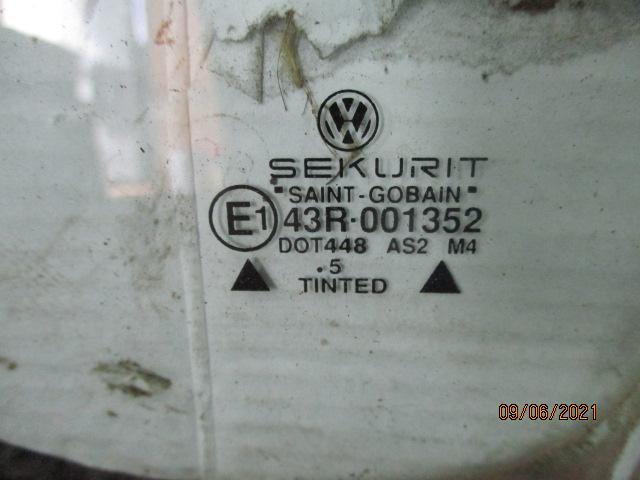 SEKURIT
"SAINT-GOBAIN"
E1 43R-001352
DOT448 AS2 M4
.5
TINTED
09/06/2021